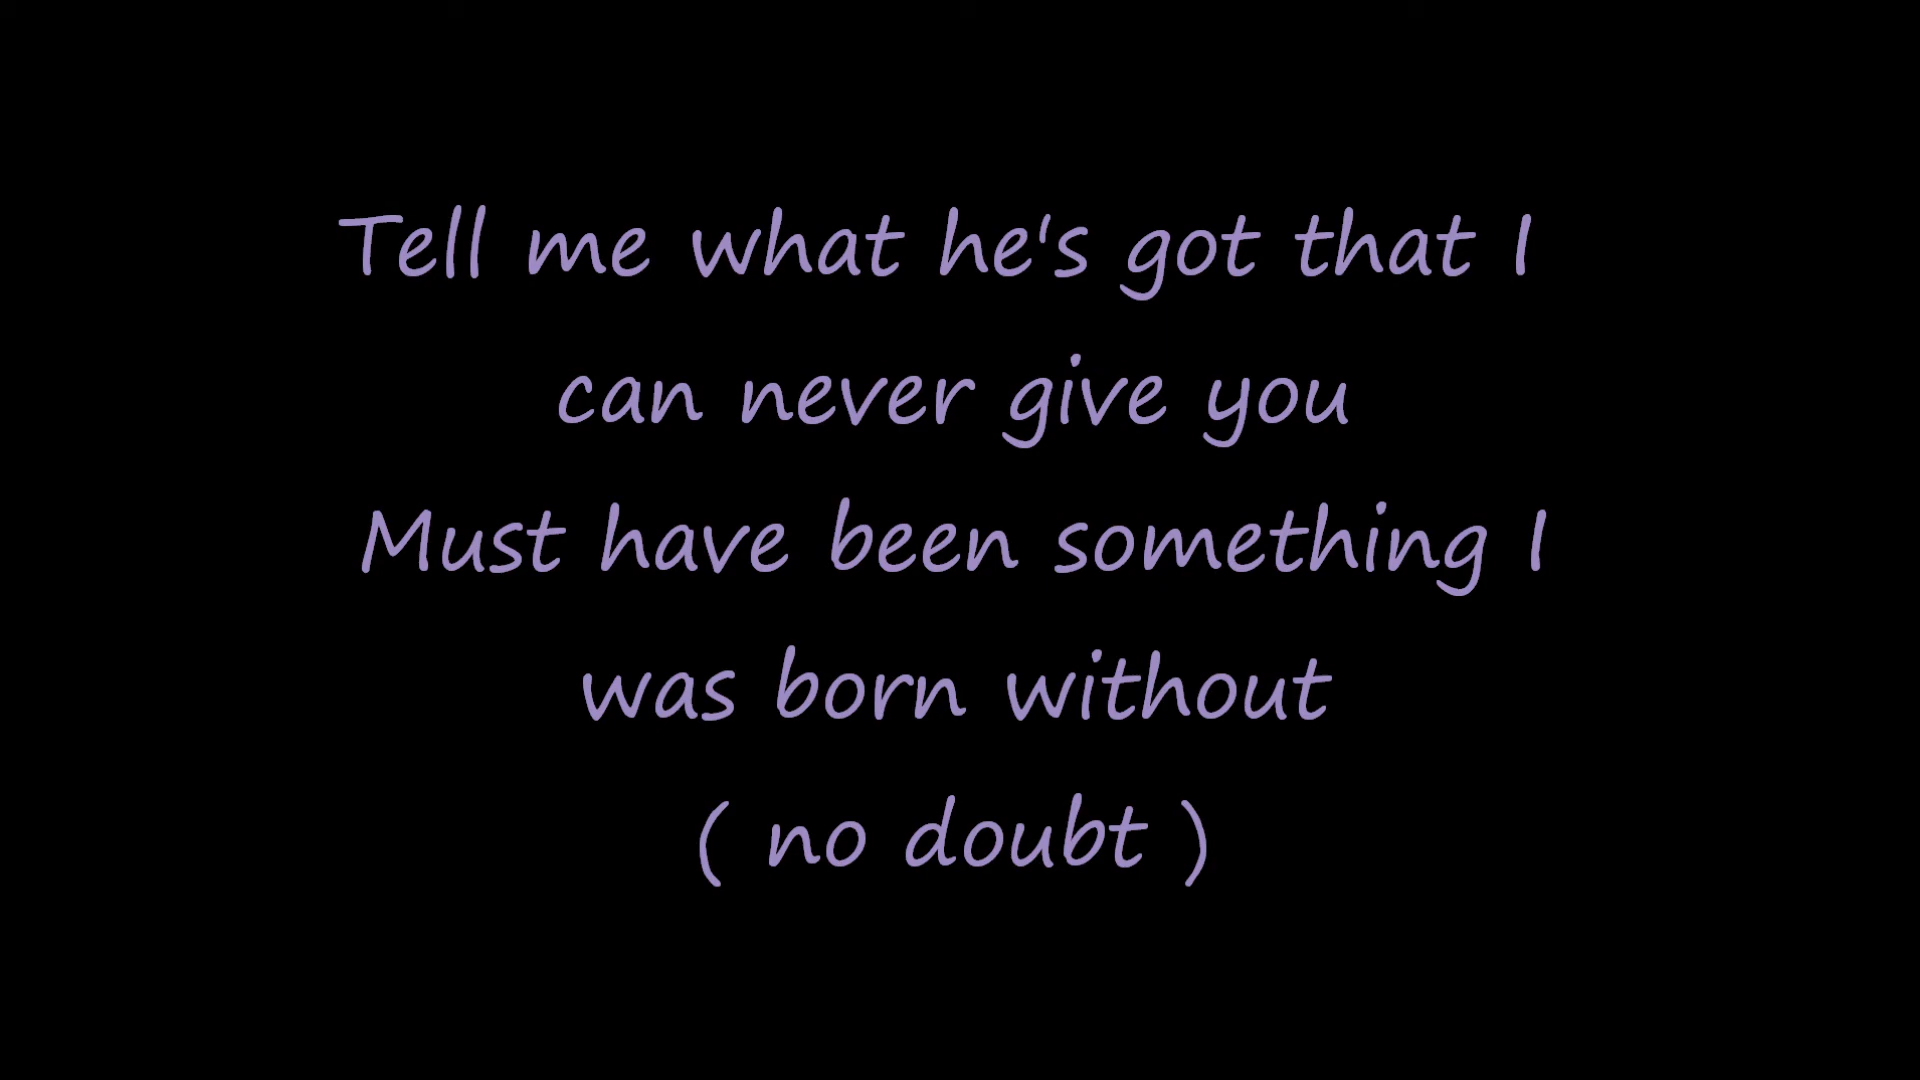 Tell me what he's got that I
can never give you
Must have been something I
was born without
( no doubt )